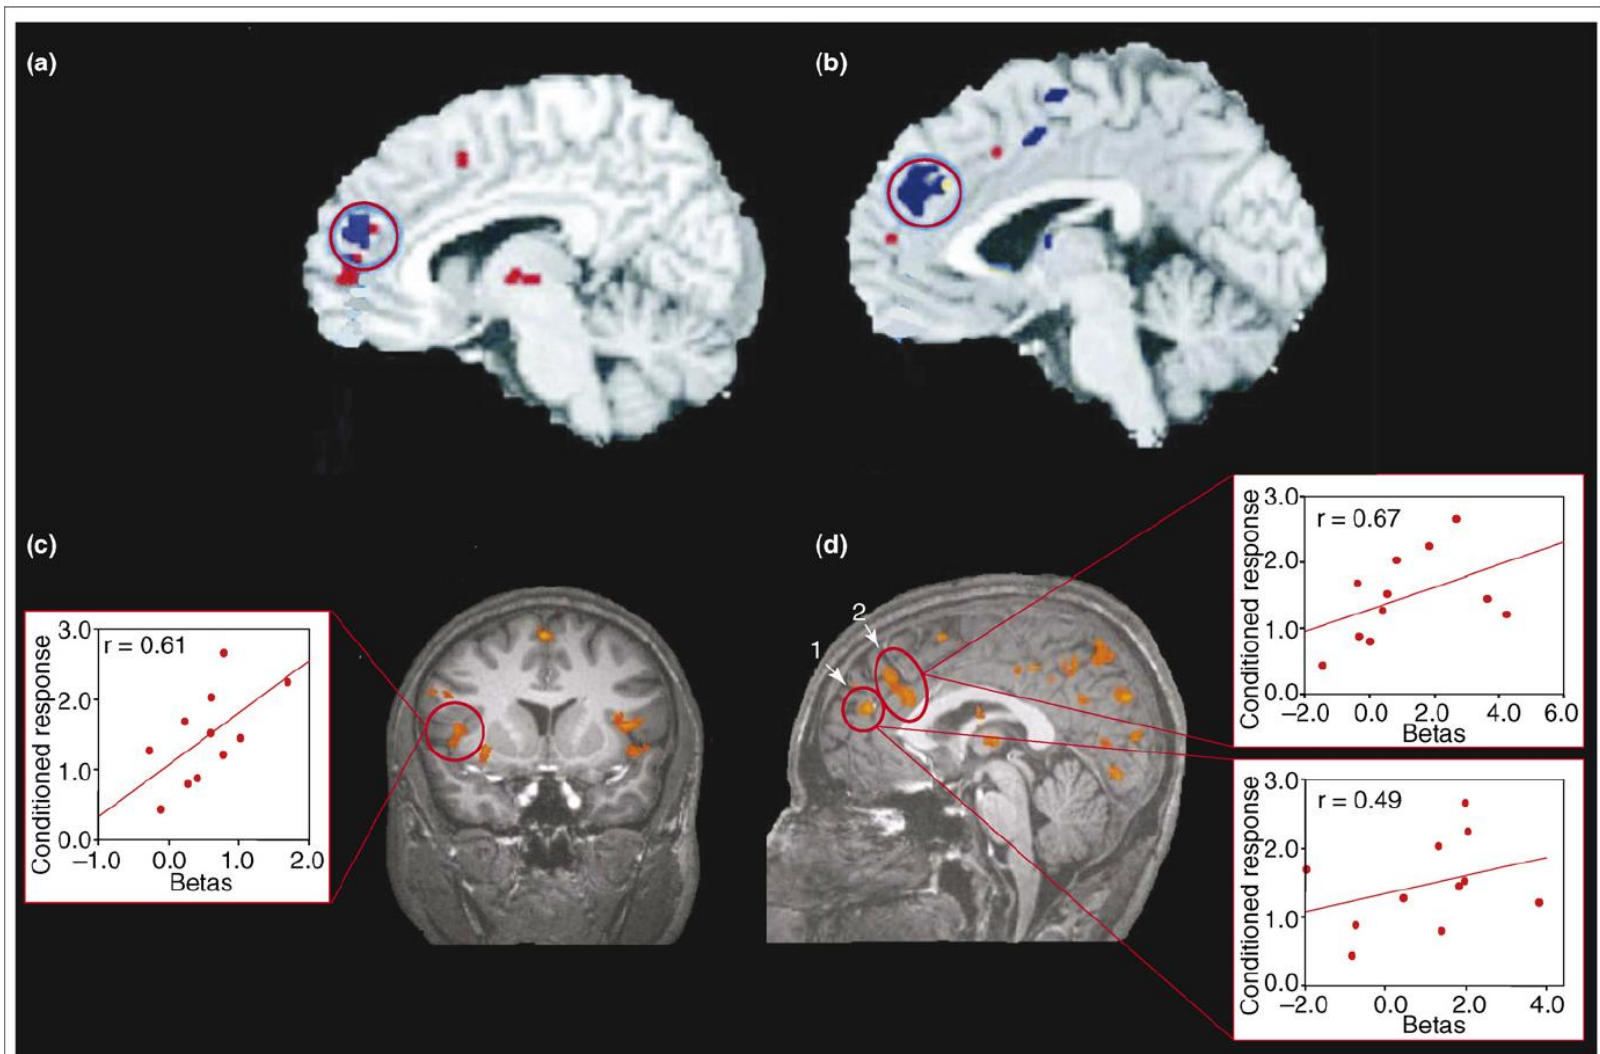 (a)
(b)
(c)
(d)
1
2
r = 0.61
Conditioned response
3.0
2.0
1.0
0.0
−1.0 0.0 1.0 2.0
Betas
r = 0.67
Conditioned response
3.0
2.0
1.0
0.0
−2.0 0.0 2.0 4.0 6.0
Betas
r = 0.49
Conditioned response
3.0
2.0
1.0
0.0
−2.0 0.0 2.0 4.0
Betas